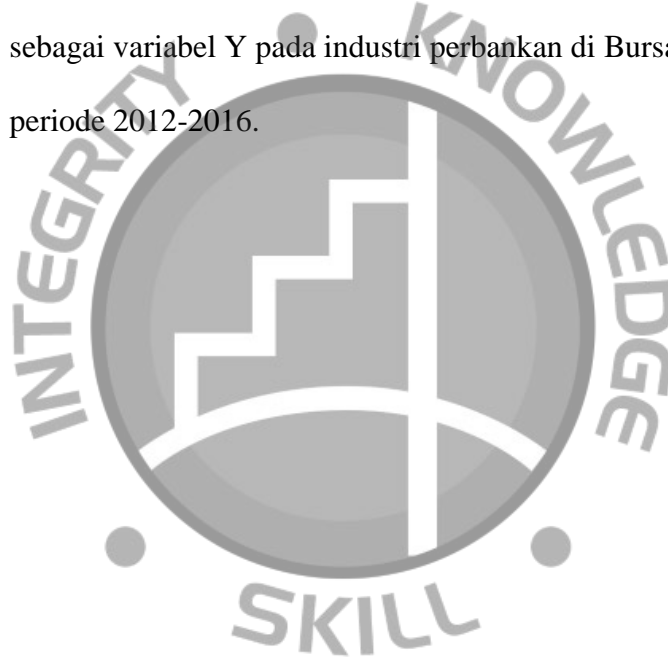 sebagai variabel Y pada industri perbankan di Bursa
periode 2012-2016.
INTEGRITY
KNOWLEDGE
SKILL